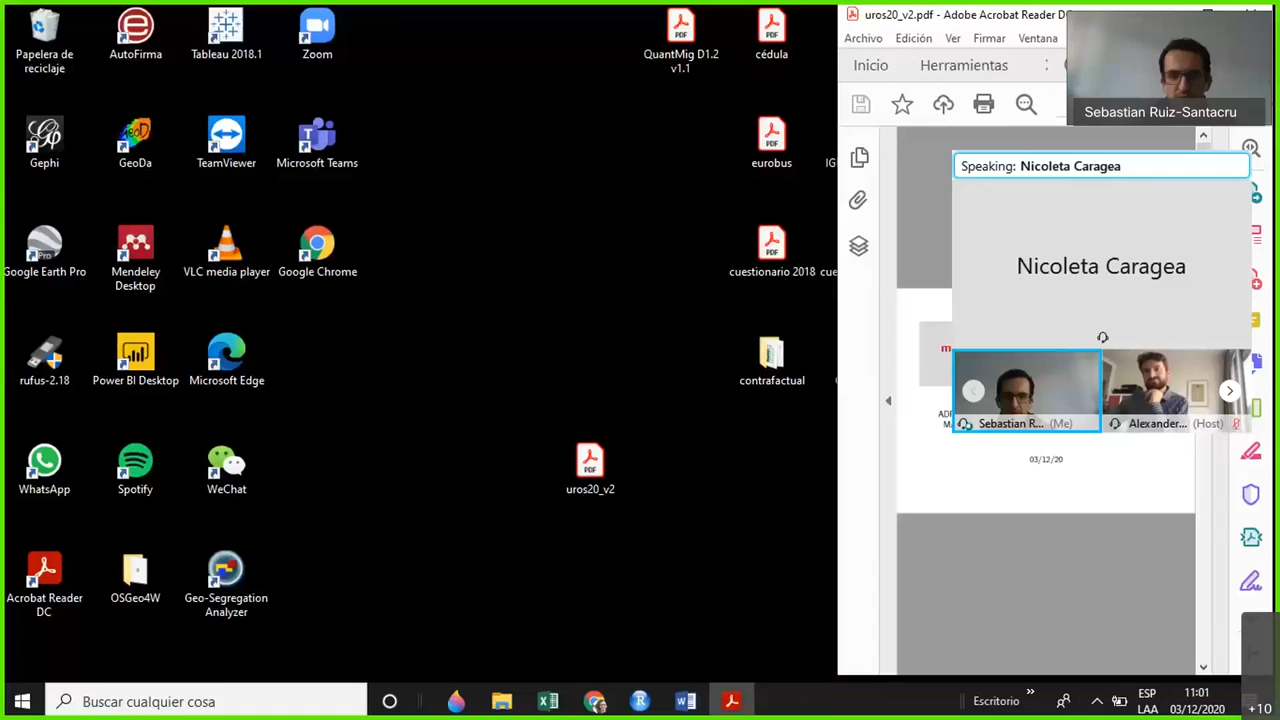 Papelera de
reciclaje
AutoFirma
Tableau 2018.1
Zoom
QuantMig D1.2
v1.1
cédula
Gephi
GeoDa
TeamViewer
Microsoft Teams
eurobus
Google Earth Pro
Mendeley
Desktop
VLC media player
Google Chrome
cuestionario 2018
cue
rufus-2.18
Power BI Desktop
Microsoft Edge
contrafactual
WhatsApp
Spotify
WeChat
uros20_v2
Acrobat Reader
DC
OSGeo4W
Geo-Segregation
Analyzer
uros20_v2.pdf - Adobe Acrobat Reader D
Archivo Edición Ver Firmar Ventana
Inicio Herramientas
Sebastian Ruiz-Santacru
Speaking: Nicoleta Caragea
Nicoleta Caragea
Sebastian R... (Me)
Alexander... (Host)
03/12/20
Buscar cualquier cosa
Escritorio
ESP
LAA
11:01
03/12/2020
+10